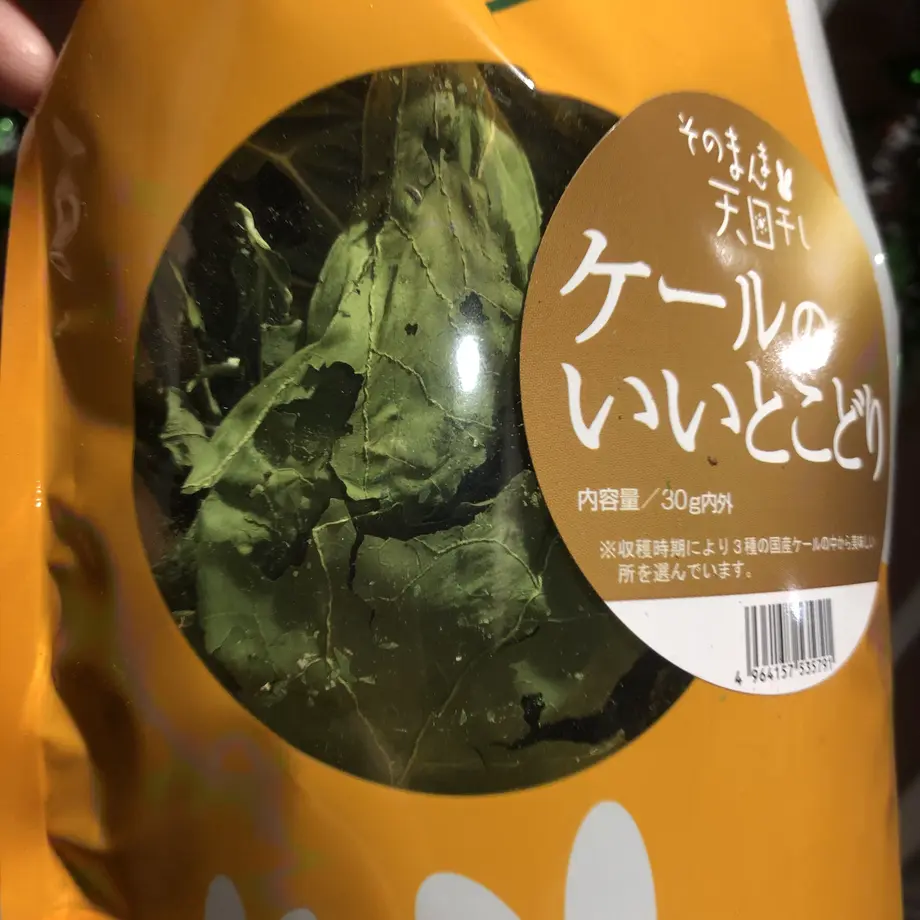 そのまんま
天日干し
ケールの
いいとこどり
内容量／30g内外
※収穫時期により3種の国産ケールの中から美味しい
所を選んでいます。
4 964157 535791